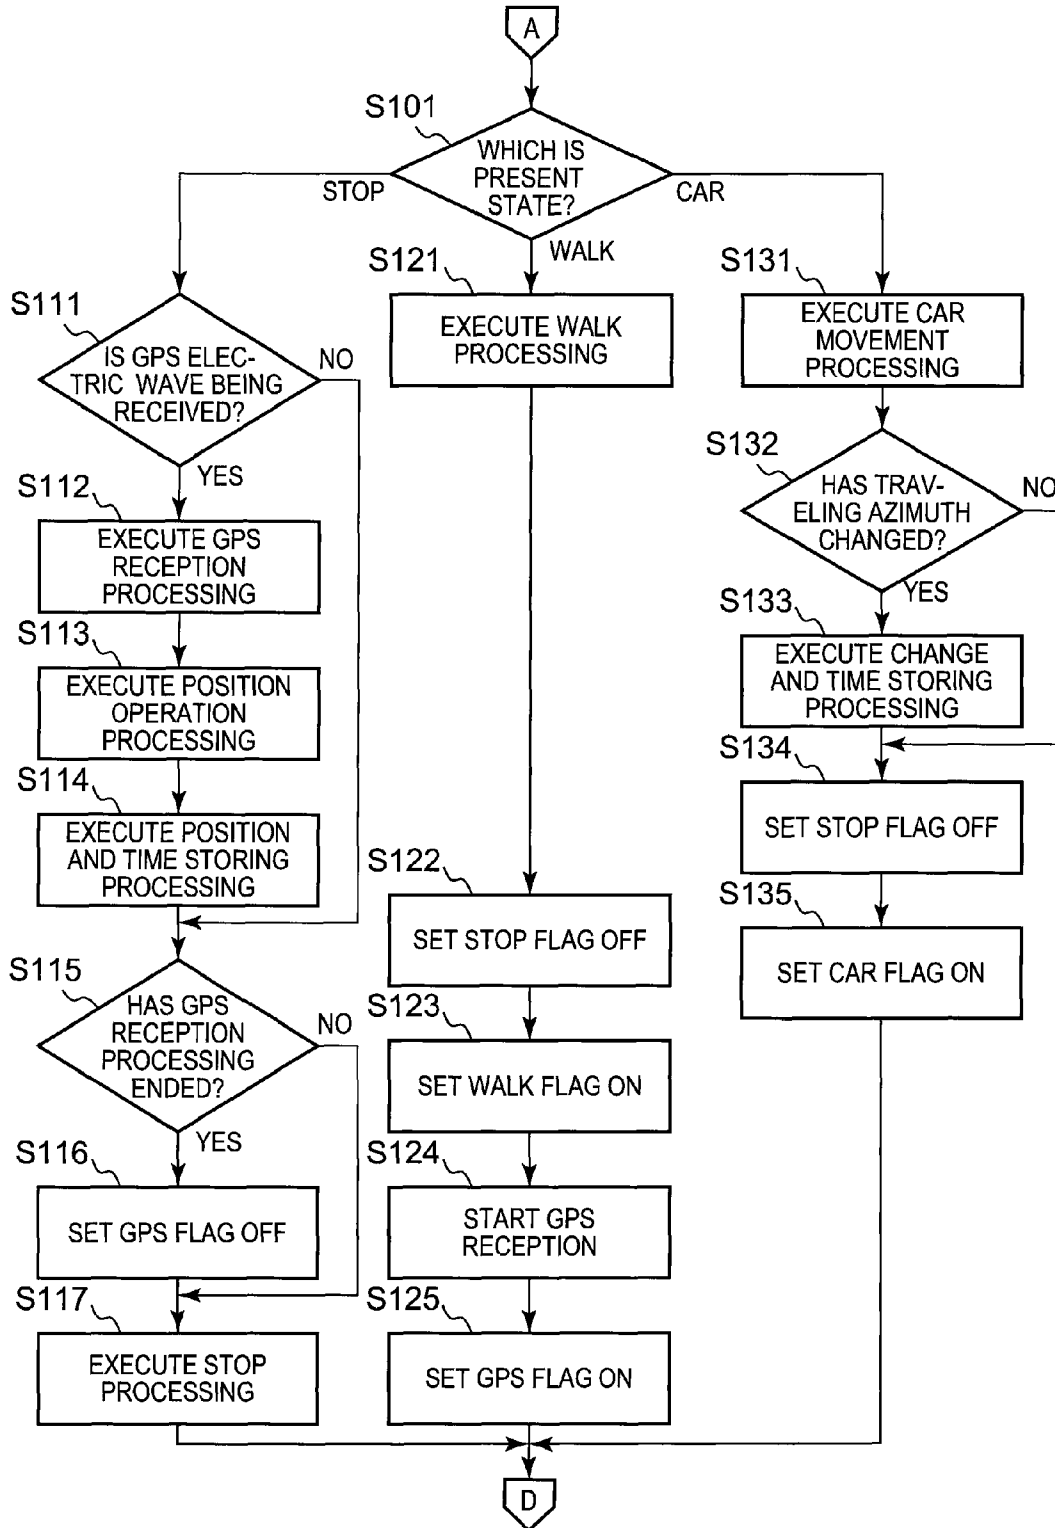 A
S101
WHICH IS
PRESENT
STATE?
STOP
CAR
WALK
S111
IS GPS ELEC-
TRIC WAVE BEING
RECEIVED?
NO
YES
S112
EXECUTE GPS
RECEPTION
PROCESSING
S113
EXECUTE POSITION
OPERATION
PROCESSING
S114
EXECUTE POSITION
AND TIME STORING
PROCESSING
S115
HAS GPS
RECEPTION
PROCESSING
ENDED?
NO
YES
S116
SET GPS FLAG OFF
S117
EXECUTE STOP
PROCESSING
S121
EXECUTE WALK
PROCESSING
S122
SET STOP FLAG OFF
S123
SET WALK FLAG ON
S124
START GPS
RECEPTION
S125
SET GPS FLAG ON
S131
EXECUTE CAR
MOVEMENT
PROCESSING
S132
HAS TRAV-
ELING AZIMUTH
CHANGED?
NO
YES
S133
EXECUTE CHANGE
AND TIME STORING
PROCESSING
S134
SET STOP FLAG OFF
S135
SET CAR FLAG ON
D